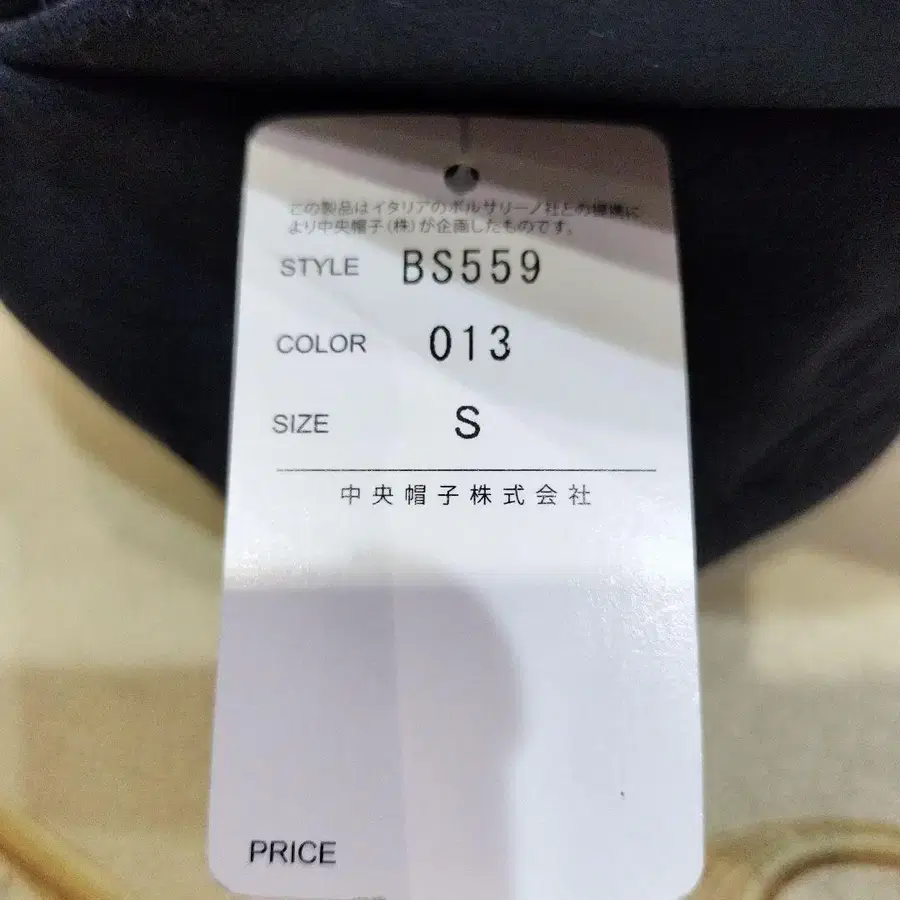 この製品はイタリアのボルサリーノ社との提携に
より中央帽子(株)が企画したものです。
STYLE BS559
COLOR 013
SIZE S
中央帽子株式会社
PRICE